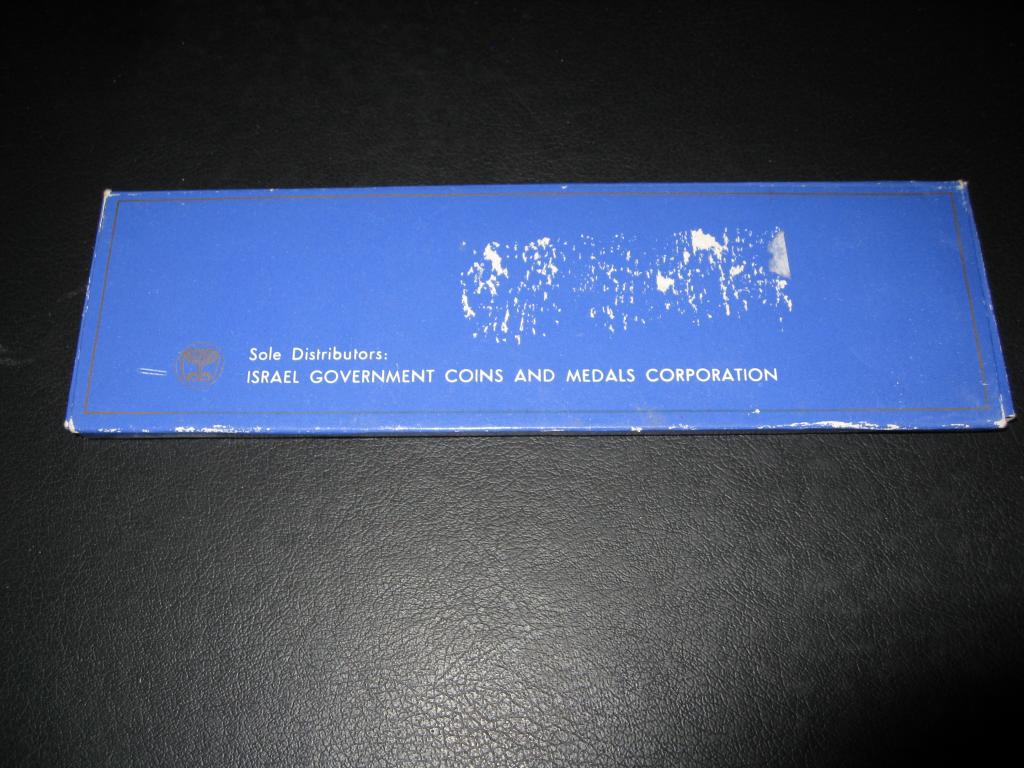 Sole Distributors:
ISRAEL GOVERNMENT COINS AND MEDALS CORPORATION